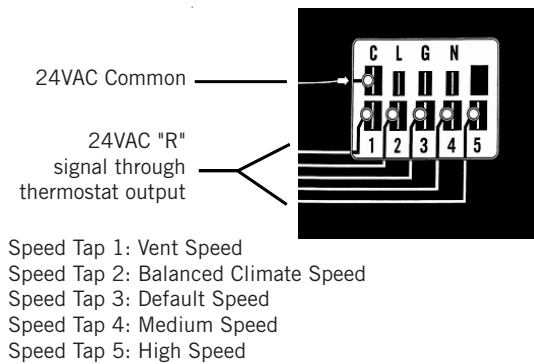 C L G N
24VAC Common
24VAC "R"
signal through
thermostat output
1 2 3 4 5
Speed Tap 1: Vent Speed
Speed Tap 2: Balanced Climate Speed
Speed Tap 3: Default Speed
Speed Tap 4: Medium Speed
Speed Tap 5: High Speed